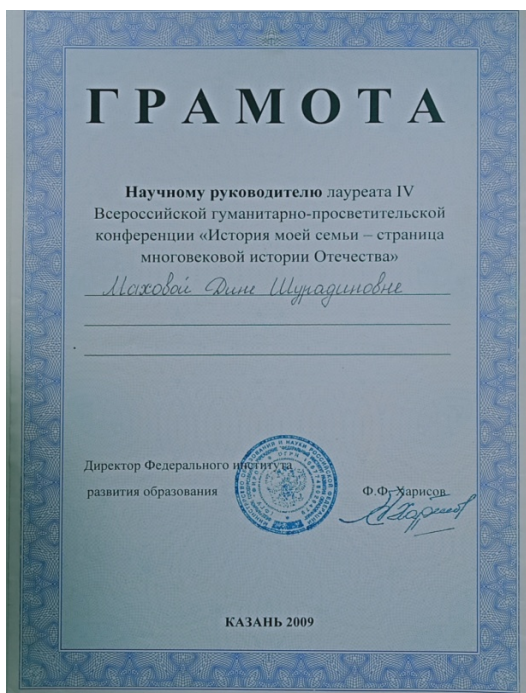 ГРАМОТА
Научному руководителю лауреата IV
Всероссийской гуманитарно-просветительской
конференции «История моей семьи – страница
многовековой истории Отечества»
Маховой Дине Шурадиновне
Директор Федерального института
развития образования
Ф.Ф. Харисов
КАЗАНЬ 2009